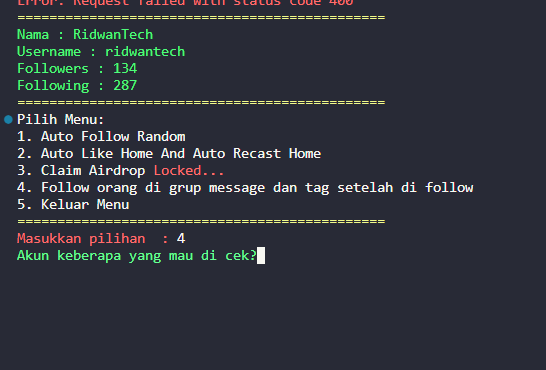 ERROR: Request failed with status code 400
==============================================
Nama : RidwanTech
Username : ridwantech
Followers : 134
Following : 287
==============================================
Pilih Menu:
1. Auto Follow Random
2. Auto Like Home And Auto Recast Home
3. Claim Airdrop Locked...
4. Follow orang di grup message dan tag setelah di follow
5. Keluar Menu
==============================================
Masukkan pilihan  : 4
Akun keberapa yang mau di cek?